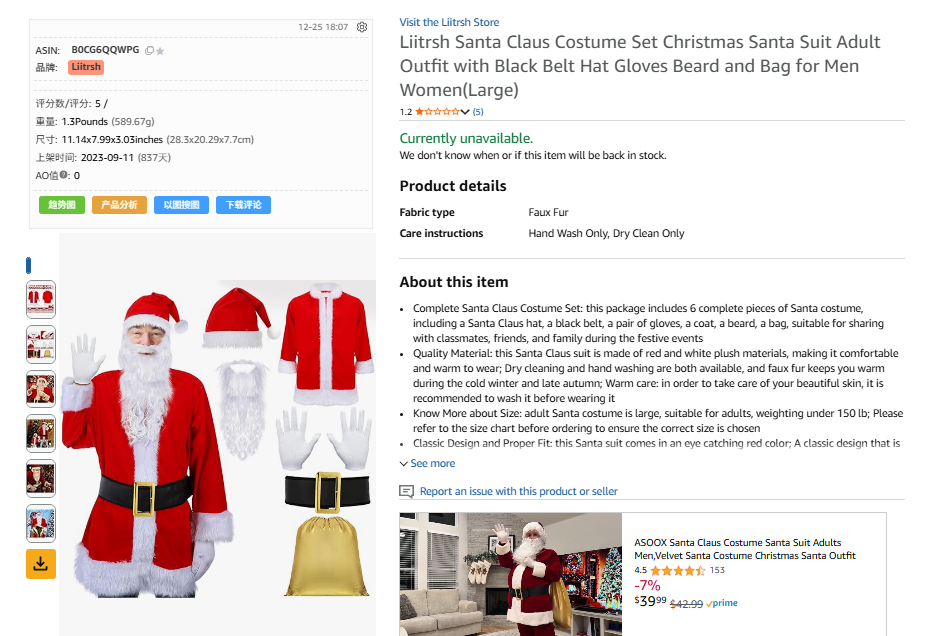 12-25 18:07
ASIN: B0CG6QQWPG
品牌: Liitrsh
评分数/评分: 5 /
重量: 1.3Pounds (589.67g)
尺寸: 11.14x7.99x3.03inches (28.3x20.29x7.7cm)
上架时间: 2023-09-11 (837天)
AO值: 0
趋势图 产品分析 以图搜图 下载评论
Visit the Liitrsh Store
Liitrsh Santa Claus Costume Set Christmas Santa Suit Adult
Outfit with Black Belt Hat Gloves Beard and Bag for Men
Women(Large)
1.2 (5)
Currently unavailable.
We don't know when or if this item will be back in stock.
Product details
Fabric type Faux Fur
Care instructions Hand Wash Only, Dry Clean Only
About this item
• Complete Santa Claus Costume Set: this package includes 6 complete pieces of Santa costume,
including a Santa Claus hat, a black belt, a pair of gloves, a coat, a beard, a bag, suitable for sharing
with classmates, friends, and family during the festive events
• Quality Material: this Santa Claus suit is made of red and white plush materials, making it comfortable
and warm to wear; Dry cleaning and hand washing are both available, and faux fur keeps you warm
during the cold winter and late autumn; Warm care: in order to take care of your beautiful skin, it is
recommended to wash it before wearing it
• Know More about Size: adult Santa costume is large, suitable for adults, weighting under 150 lb; Please
refer to the size chart before ordering to ensure the correct size is chosen
• Classic Design and Proper Fit: this Santa suit comes in an eye catching red color; A classic design that is
See more
Report an issue with this product or seller
ASOOX Santa Claus Costume Santa Suit Adults
Men,Velvet Santa Costume Christmas Santa Outfit
4.5 153
-7%
$3999 $42.99 prime